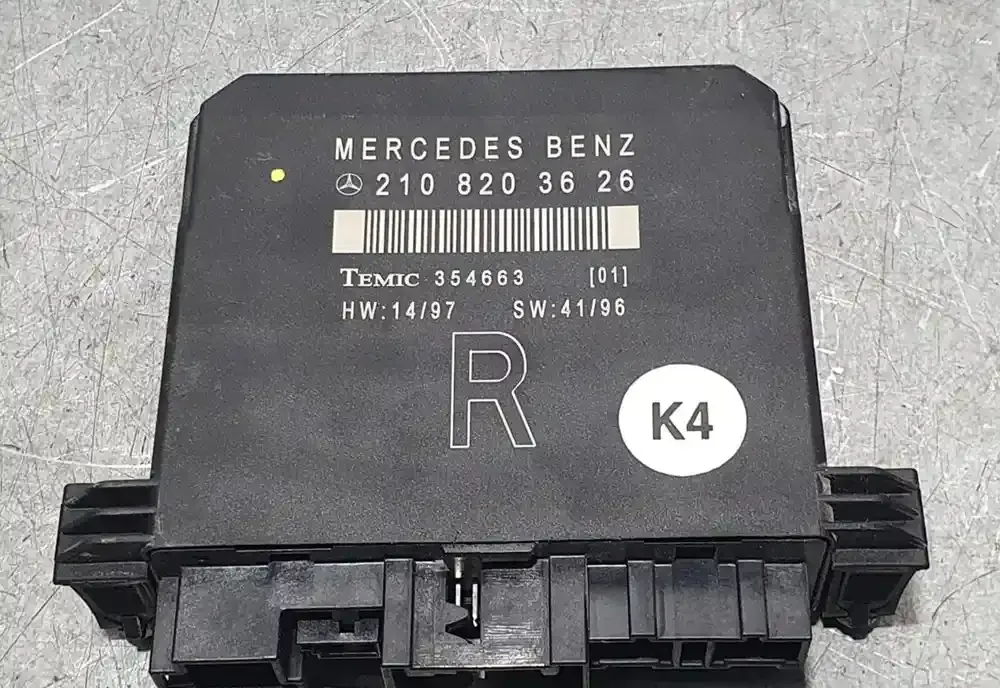 MERCEDES BENZ
210 820 36 26
TEMIC 354663 [01]
HW:14/97 SW:41/96
R
K4